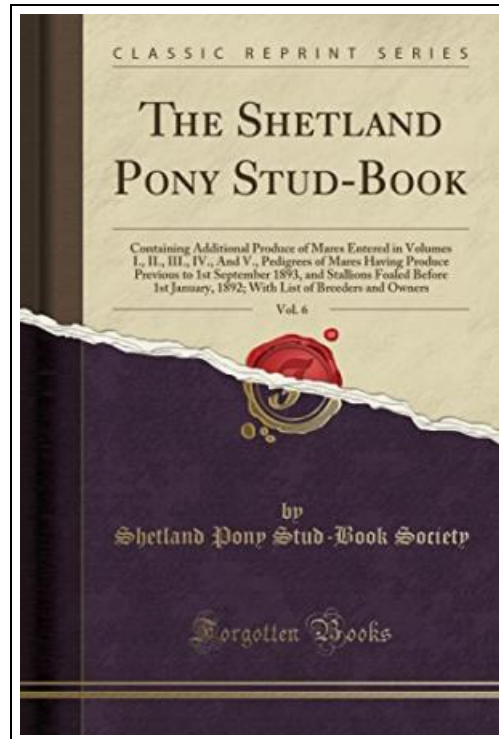 CLASSIC REPRINT SERIES
THE SHETLAND
PONY STUD-BOOK
Containing Additional Produce of Mares Entered in Volumes
I., II., III., IV., And V., Pedigrees of Mares Having Produce
Previous to 1st September 1893, and Stallions Foaled Before
1st January, 1892; With List of Breeders and Owners
Vol. 6
by
Shetland Pony Stud-Book Society
Forgotten Books